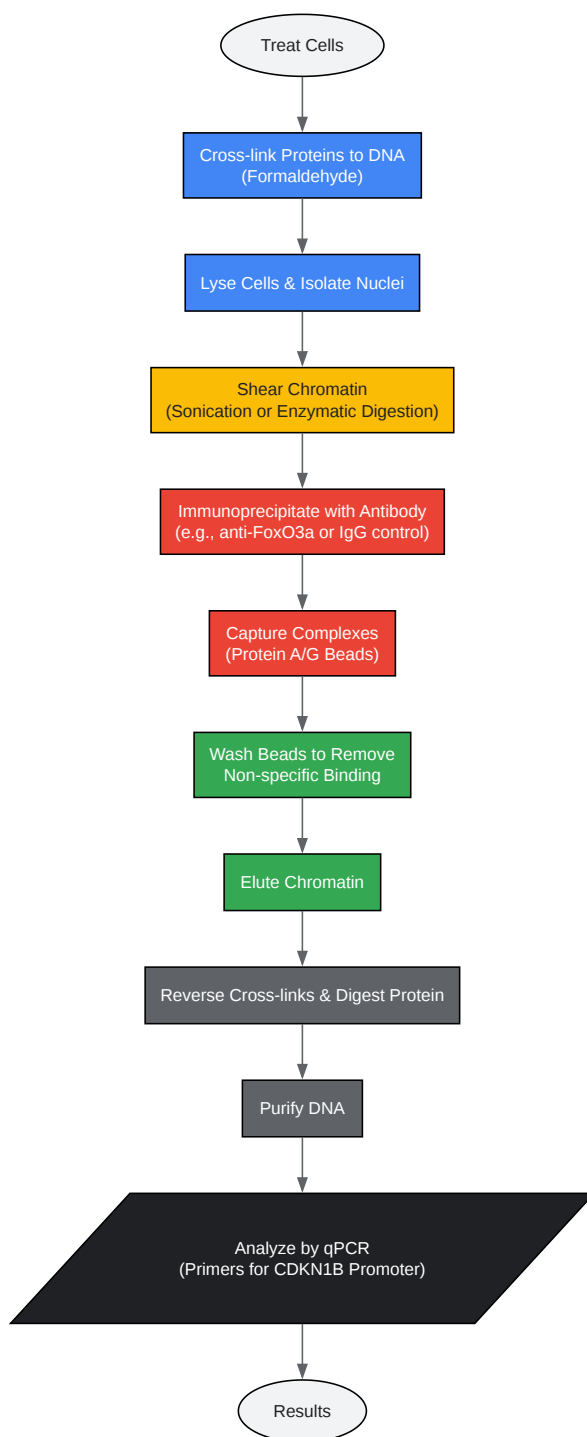 Treat Cells
Cross-link Proteins to DNA
(Formaldehyde)
Lyse Cells & Isolate Nuclei
Shear Chromatin
(Sonication or Enzymatic Digestion)
Immunoprecipitate with Antibody
(e.g., anti-FoxO3a or IgG control)
Capture Complexes
(Protein A/G Beads)
Wash Beads to Remove
Non-specific Binding
Elute Chromatin
Reverse Cross-links & Digest Protein
Purify DNA
Analyze by qPCR
(Primers for CDKN1B Promoter)
Results